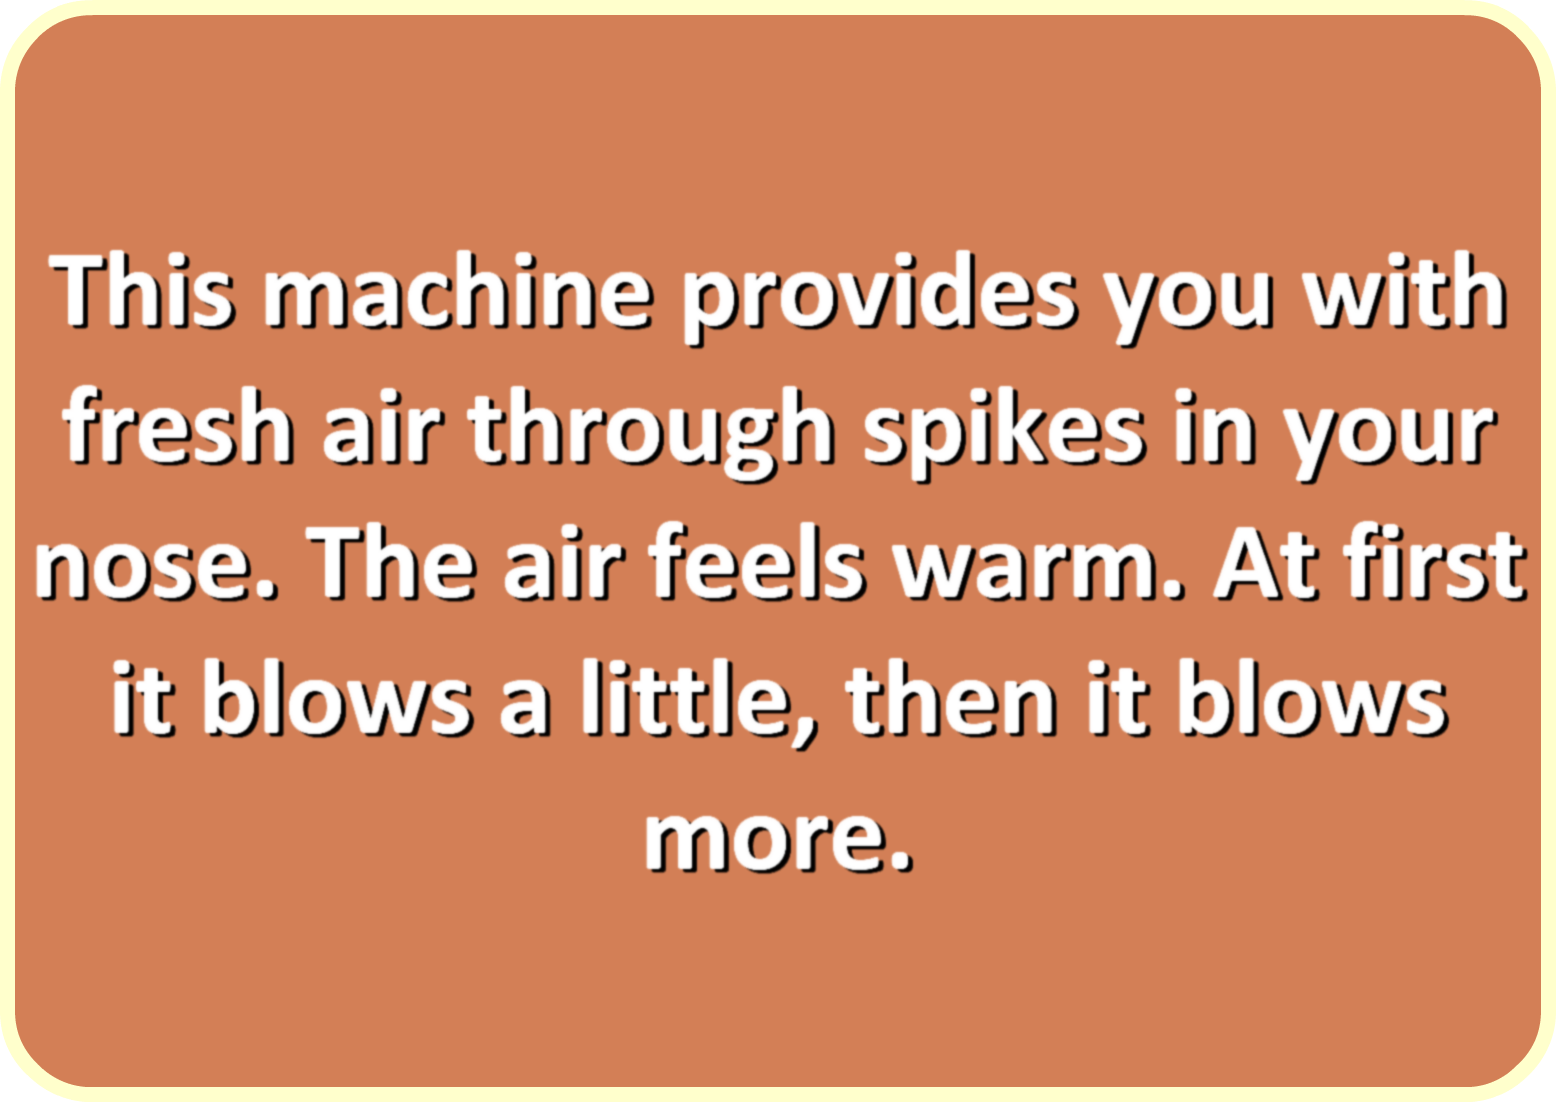 This machine provides you with
fresh air through spikes in your
nose. The air feels warm. At first
it blows a little, then it blows
more.